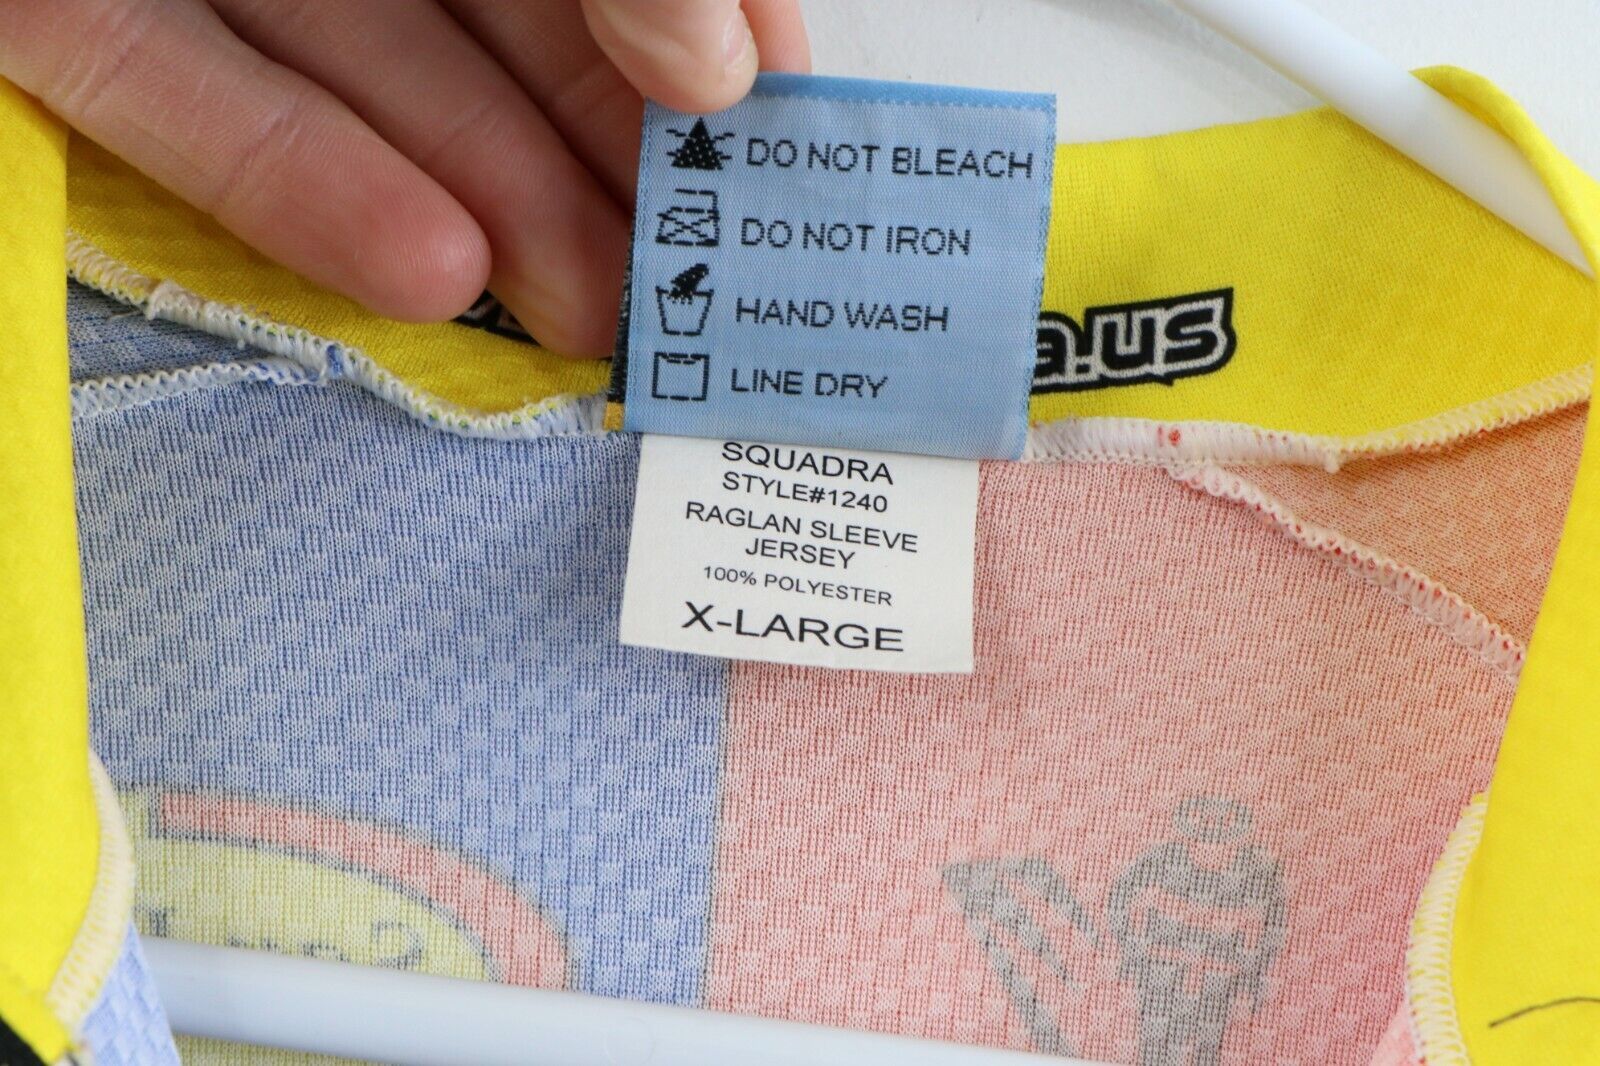 DO NOT BLEACH
DO NOT IRON
HAND WASH
LINE DRY
a.us
SQUADRA
STYLE#1240
RAGLAN SLEEVE
JERSEY
100% POLYESTER
X-LARGE